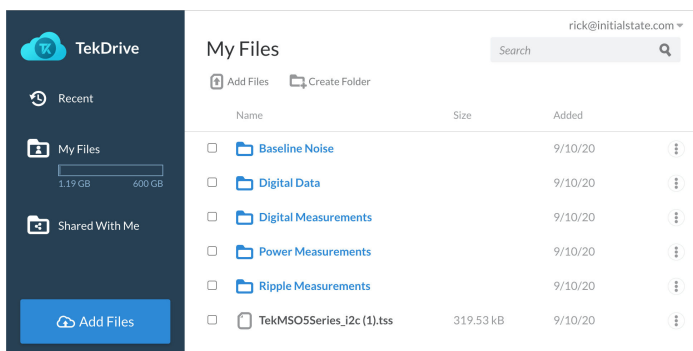 rick@initialstate.com
TK TekDrive
My Files
Search
Add Files Create Folder
Recent
Name Size Added
My Files
1.19 GB 600 GB
Shared With Me
Add Files
Baseline Noise 9/10/20
Digital Data 9/10/20
Digital Measurements 9/10/20
Power Measurements 9/10/20
Ripple Measurements 9/10/20
TekMSO5Series_i2c (1).tss 319.53 kB 9/10/20